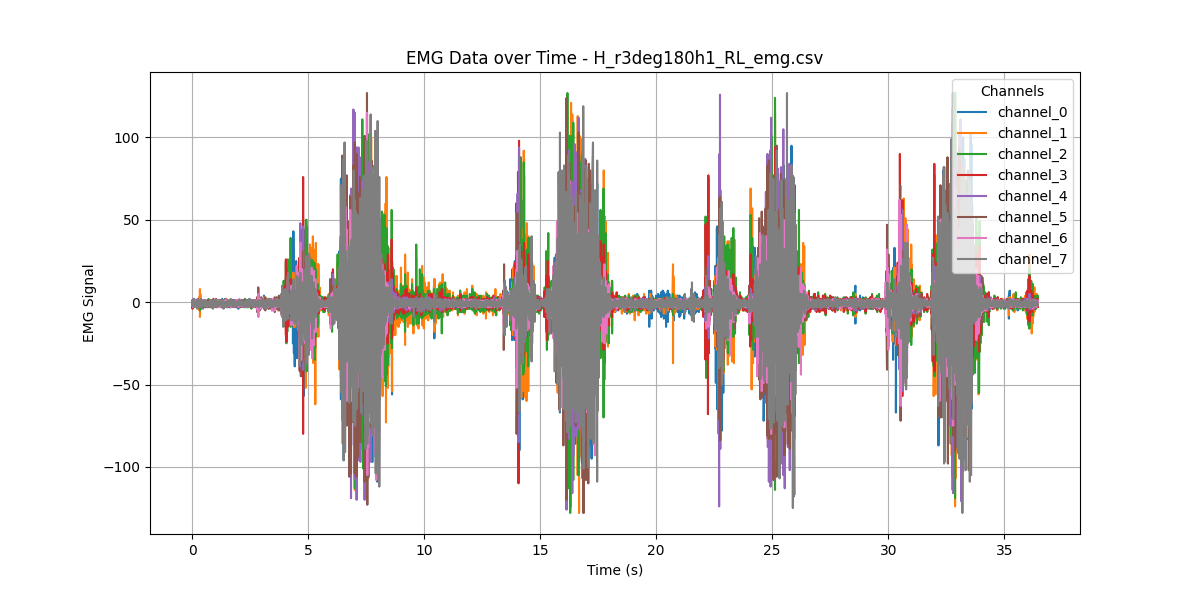 EMG Data over Time - H_r3deg180h1_RL_emg.csv
Channels
channel_0
channel_1
channel_2
channel_3
channel_4
channel_5
channel_6
channel_7
EMG Signal
100
50
0
−50
−100
0 5 10 15 20 25 30 35
Time (s)